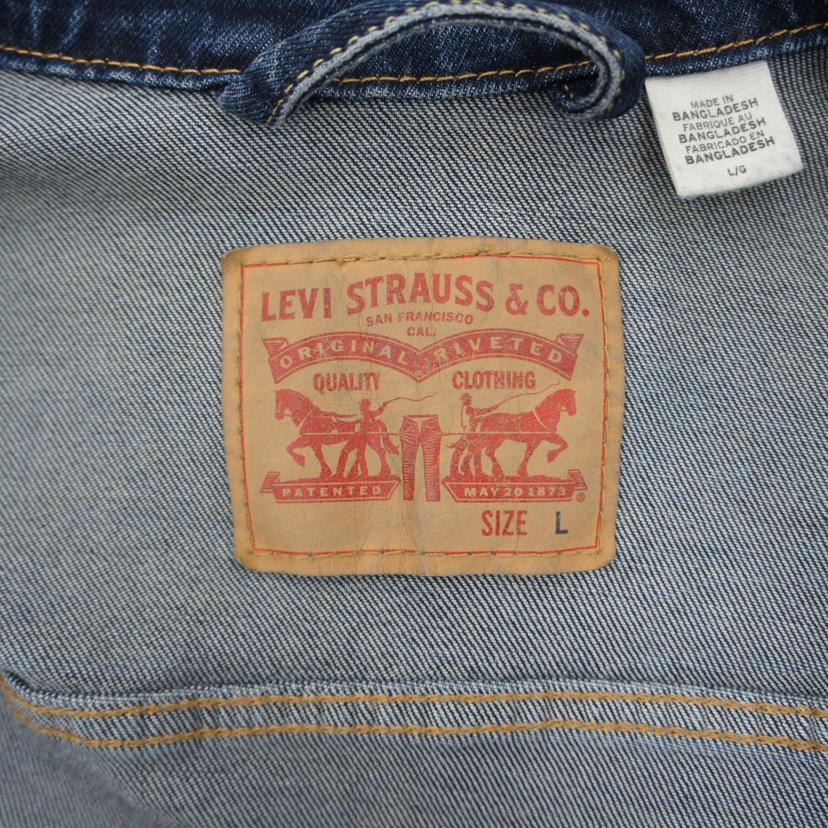 MADE IN
BANGLADESH
FABRIQUE AU
BANGLADESH
FABRICADO EN
BANGLADESH
L/G
LEVI STRAUSS & CO.
SAN FRANCISCO
CAL.
ORIGINAL RIVETED
QUALITY CLOTHING
PATENTED MAY 20 1873 ®
SIZE L